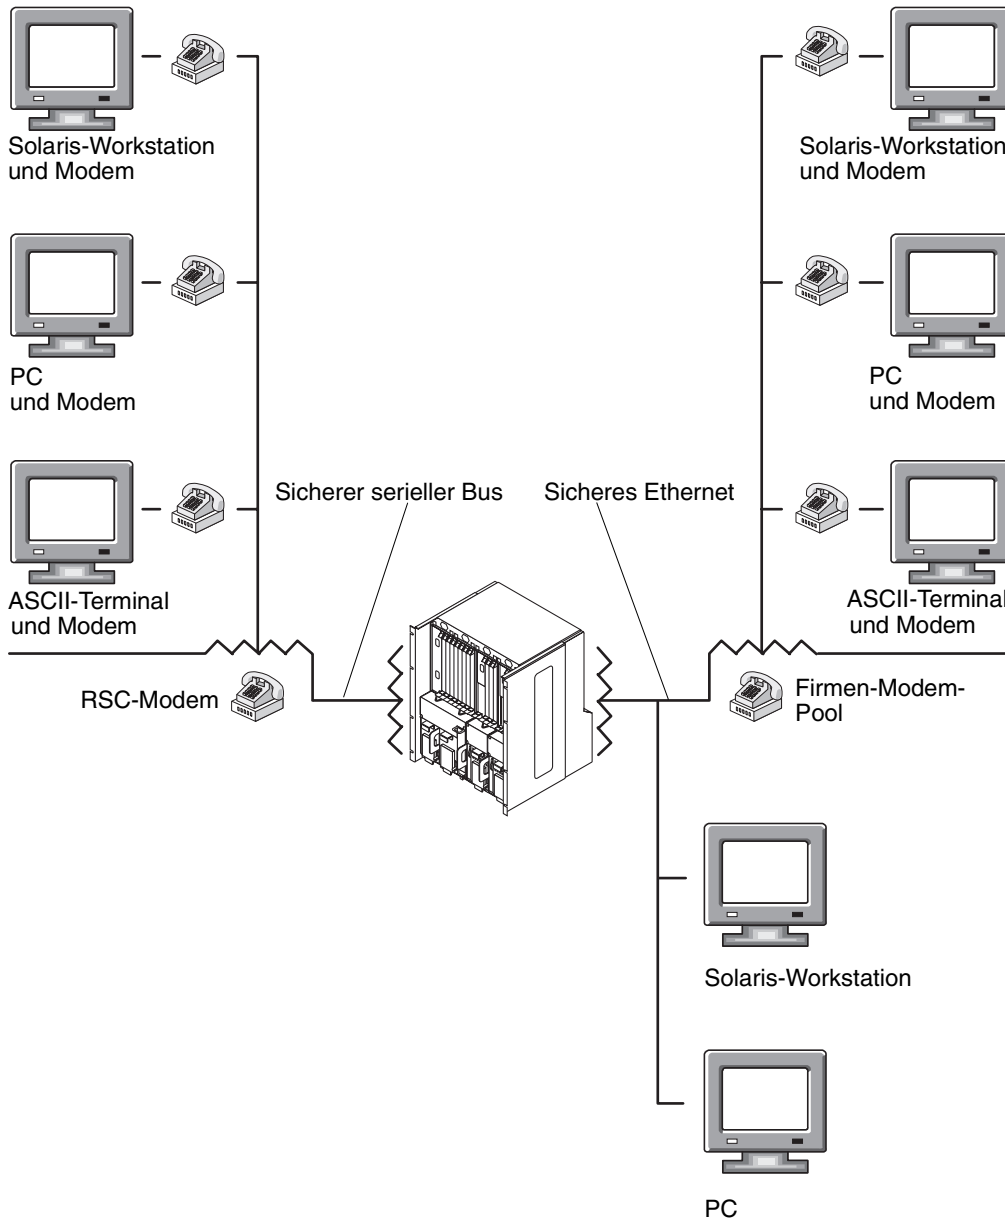 Solaris-Workstation
und Modem
Solaris-Workstation
und Modem
PC
und Modem
PC
und Modem
Sicherer serieller Bus
Sicheres Ethernet
ASCII-Terminal
und Modem
ASCII-Terminal
und Modem
RSC-Modem
Firmen-Modem-
Pool
Solaris-Workstation
PC